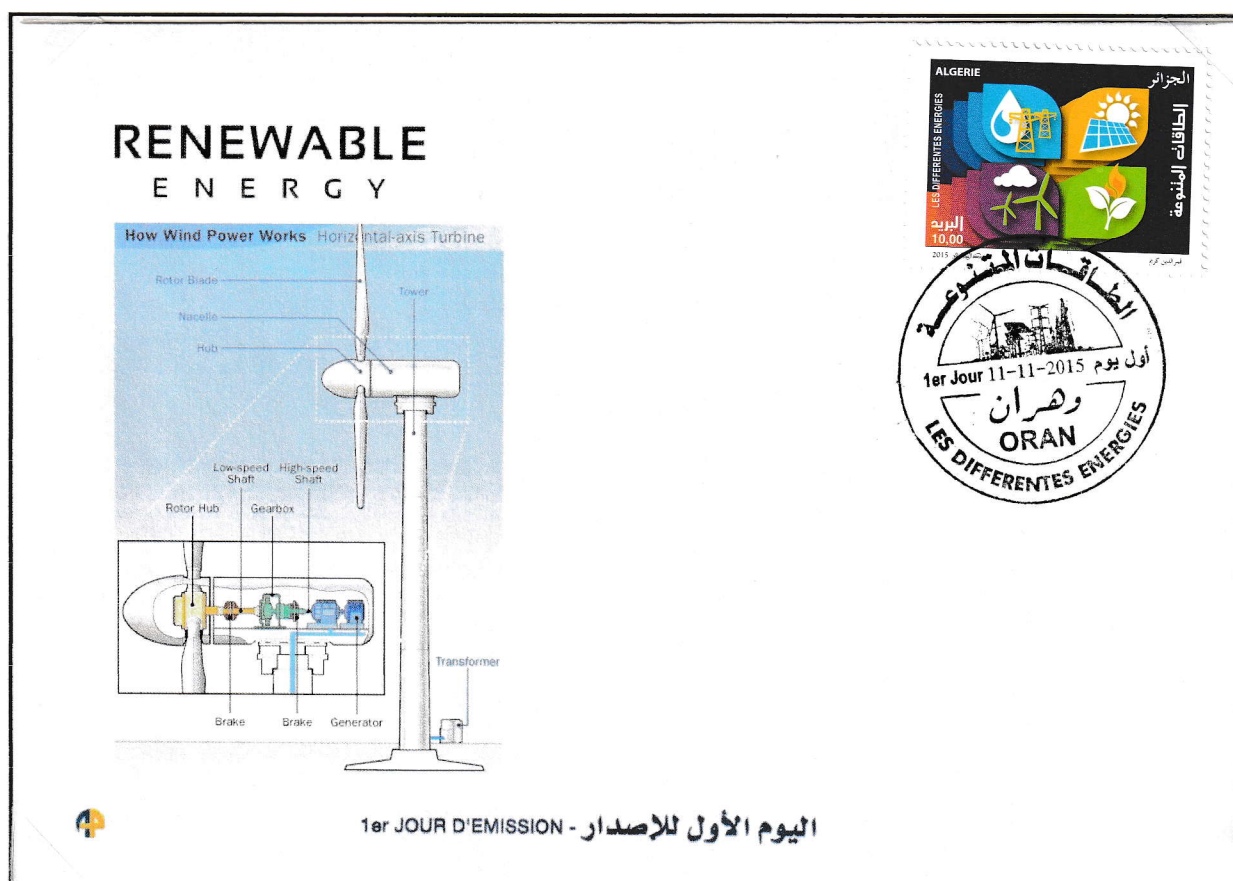 RENEWABLE
ENERGY
How Wind Power Works Horizontal-axis Turbine
Rotor Blade
Nacelle
Hub
Tower
Low-speed Shaft
High-speed Shaft
Rotor Hub
Gearbox
Transformer
Brake
Brake
Generator
ALGERIE
الجزائر
LES DIFFERENTES ENERGIES
الطاقات المتنوعة
البريد
10,00
2015
الطاقات المتنوعة
1er Jour 11-11-2015 أول يوم
وهران
ORAN
LES DIFFERENTES ENERGIES
1er JOUR D'EMISSION - اليوم الأول للإصدار